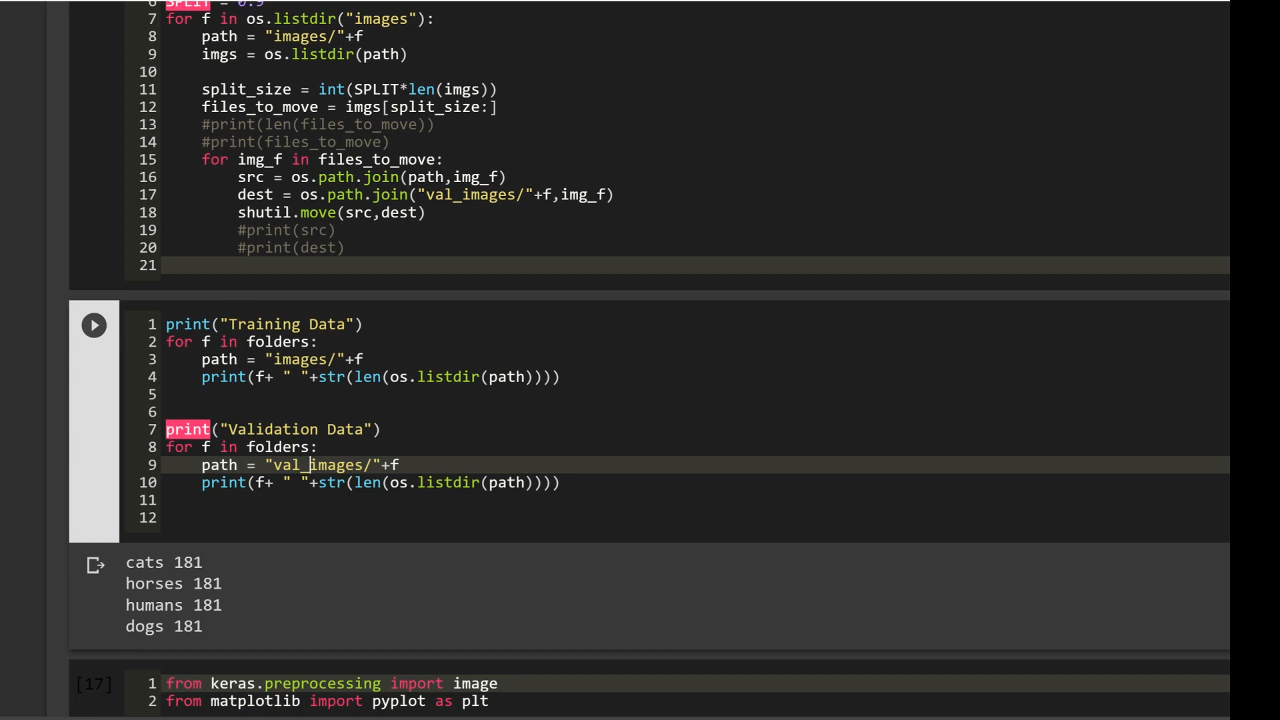 6 SPLIT = 0.9
7 for f in os.listdir("images"):
8 path = "images/"+f
9 imgs = os.listdir(path)
10
11 split_size = int(SPLIT*len(imgs))
12 files_to_move = imgs[split_size:]
13 #print(len(files_to_move))
14 #print(files_to_move)
15 for img_f in files_to_move:
16 src = os.path.join(path,img_f)
17 dest = os.path.join("val_images/"+f,img_f)
18 shutil.move(src,dest)
19 #print(src)
20 #print(dest)
21
1 print("Training Data")
2 for f in folders:
3 path = "images/"+f
4 print(f+ " "+str(len(os.listdir(path))))
5
6
7 print("Validation Data")
8 for f in folders:
9 path = "val_images/"+f
10 print(f+ " "+str(len(os.listdir(path))))
11
12
cats 181
horses 181
humans 181
dogs 181
[17] 1 from keras.preprocessing import image
2 from matplotlib import pyplot as plt